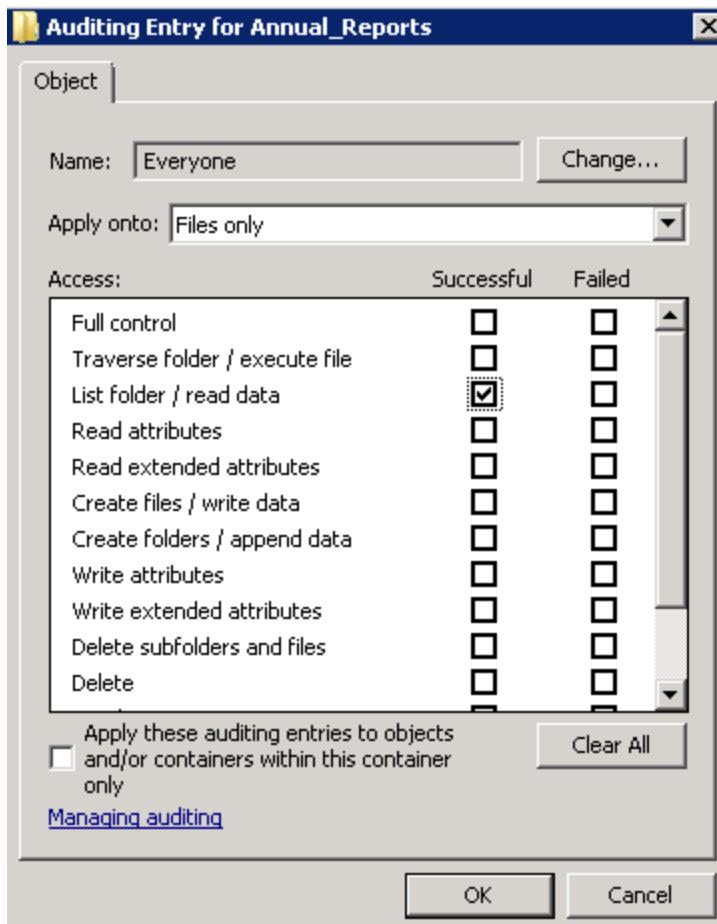 Auditing Entry for Annual_Reports
Object
Name: Everyone Change...
Apply onto: Files only
Access: Successful Failed
Full control
Traverse folder / execute file
List folder / read data
Read attributes
Read extended attributes
Create files / write data
Create folders / append data
Write attributes
Write extended attributes
Delete subfolders and files
Delete
Apply these auditing entries to objects
and/or containers within this container
only
Clear All
Managing auditing
OK Cancel